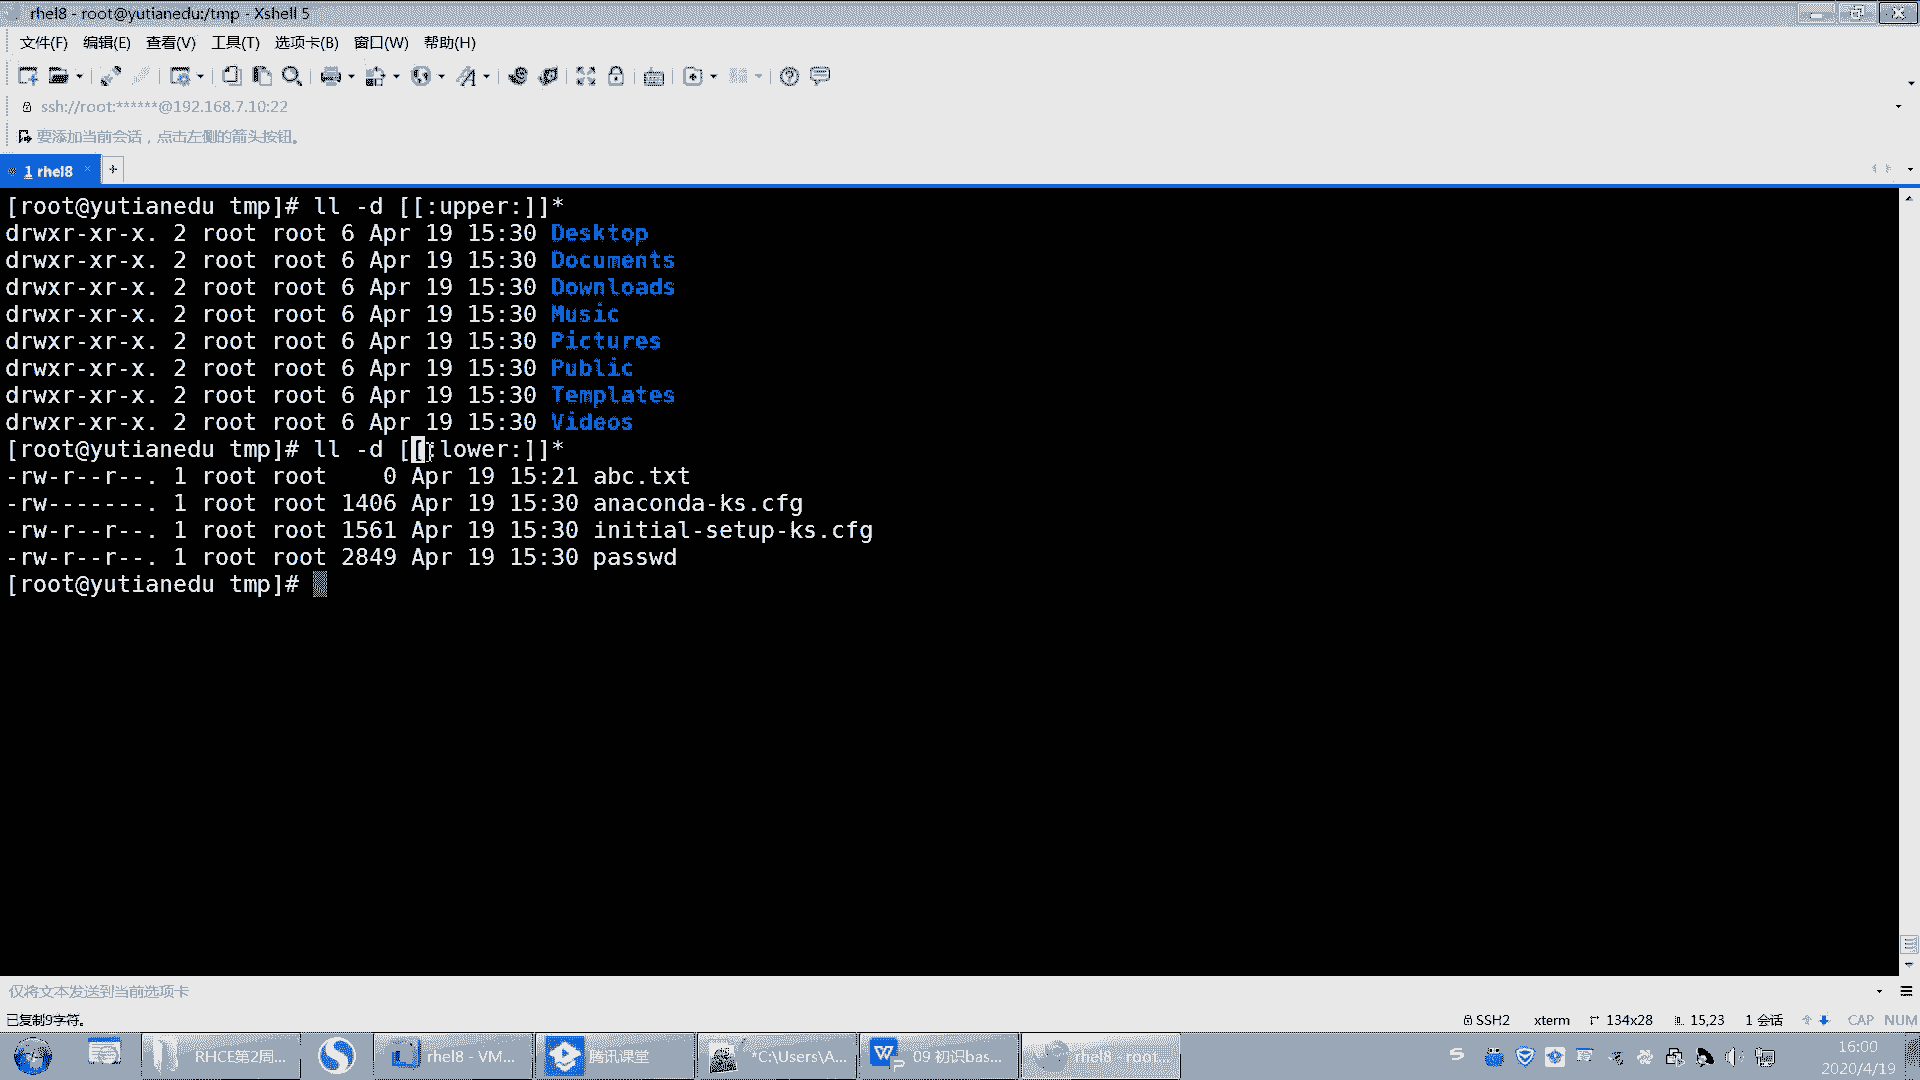 rhel8 - root@yutianedu:/tmp - Xshell 5
文件(F) 编辑(E) 查看(V) 工具(T) 选项卡(B) 窗口(W) 帮助(H)
ssh://root:******@192.168.7.10:22
要添加当前会话，点击左侧的箭头按钮。
1 rhel8
[root@yutianedu tmp]# ll -d [[:upper:]]*
drwxr-xr-x. 2 root root 6 Apr 19 15:30 Desktop
drwxr-xr-x. 2 root root 6 Apr 19 15:30 Documents
drwxr-xr-x. 2 root root 6 Apr 19 15:30 Downloads
drwxr-xr-x. 2 root root 6 Apr 19 15:30 Music
drwxr-xr-x. 2 root root 6 Apr 19 15:30 Pictures
drwxr-xr-x. 2 root root 6 Apr 19 15:30 Public
drwxr-xr-x. 2 root root 6 Apr 19 15:30 Templates
drwxr-xr-x. 2 root root 6 Apr 19 15:30 Videos
[root@yutianedu tmp]# ll -d [[:lower:]]*
-rw-r--r--. 1 root root    0 Apr 19 15:21 abc.txt
-rw-------. 1 root root 1406 Apr 19 15:30 anaconda-ks.cfg
-rw-r--r--. 1 root root 1561 Apr 19 15:30 initial-setup-ks.cfg
-rw-r--r--. 1 root root 2849 Apr 19 15:30 passwd
[root@yutianedu tmp]#
仅将文本发送到当前选项卡
已复制9字符。 SSH2 xterm 134x28 15,23 1 会话 CAP NUM
RHCE第2周... rhel8 - VM... 腾讯课堂 *C:\Users\A... 09 初识bas... rhel8 - root... 16:00
2020/4/19